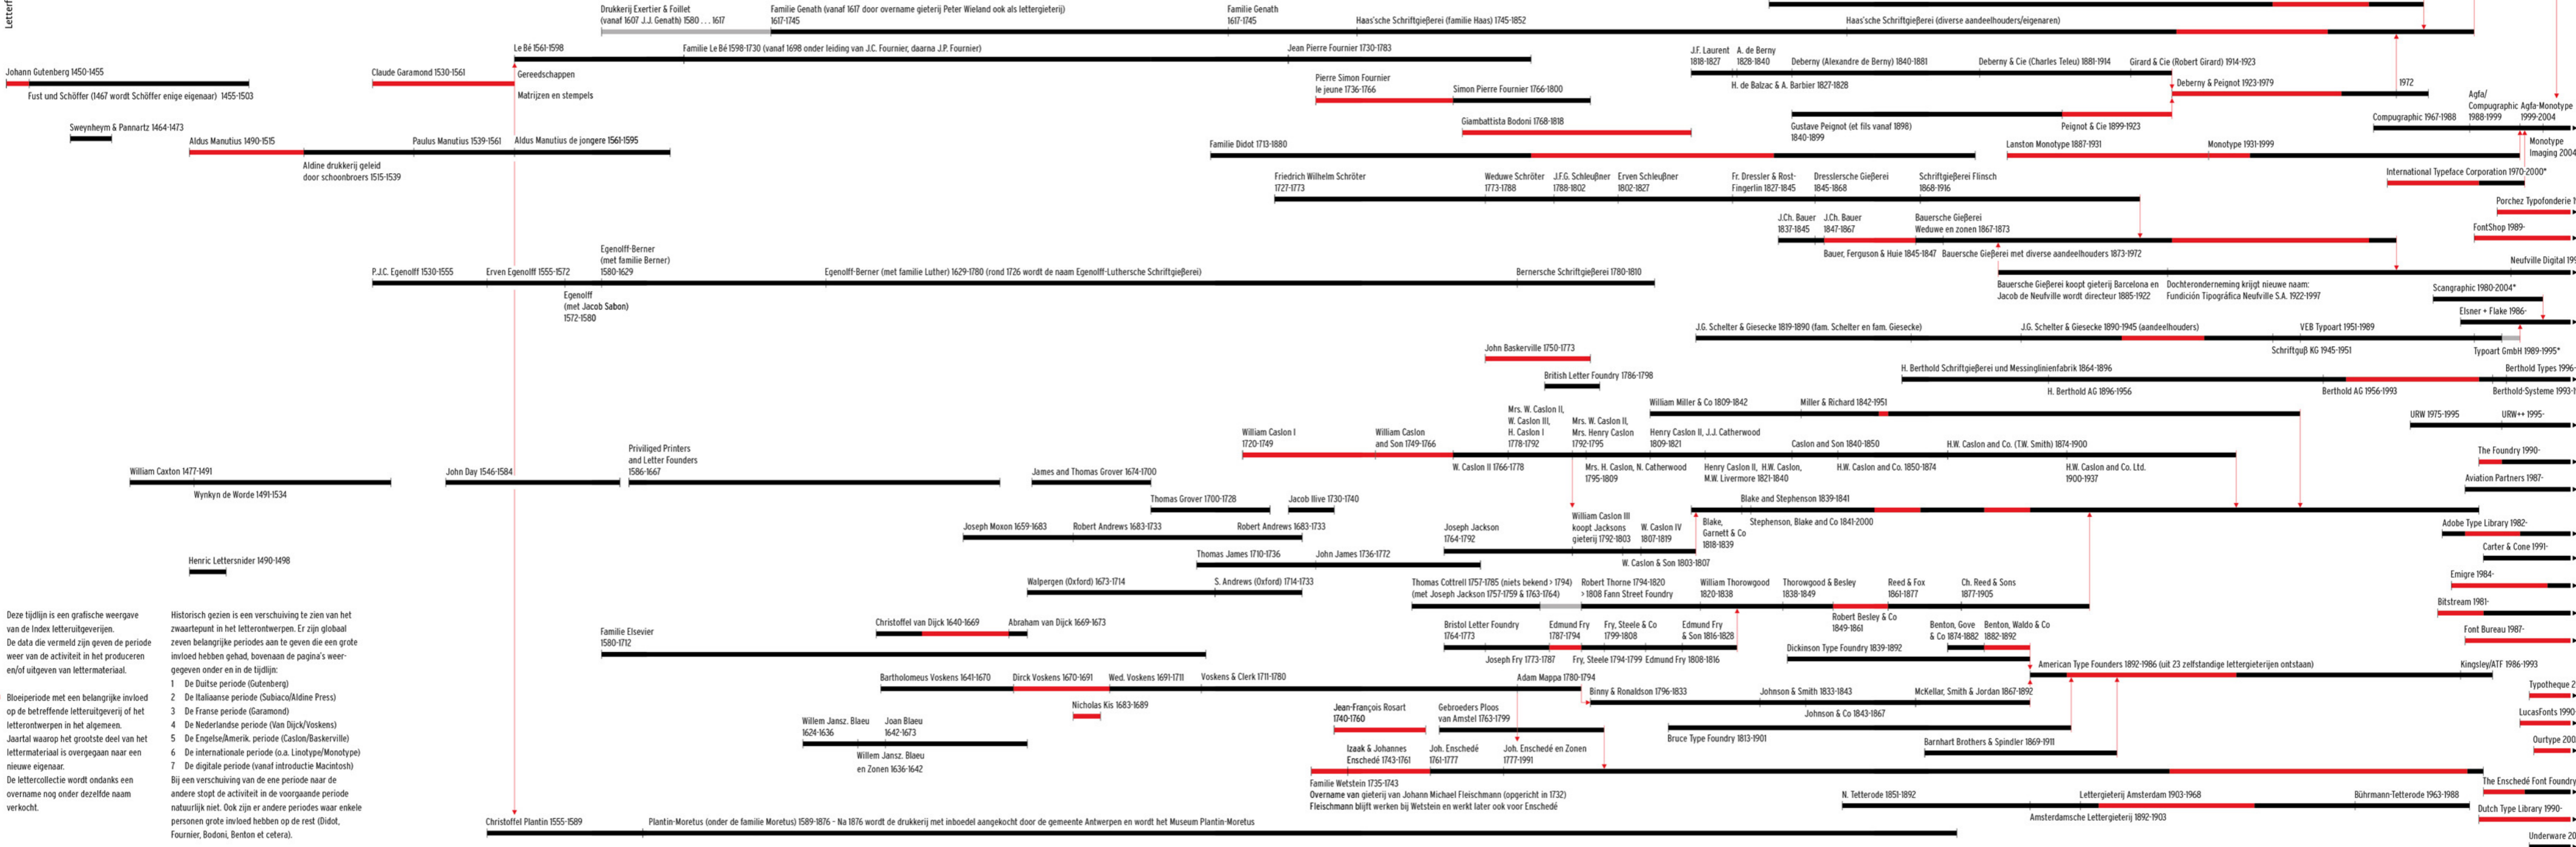 Letterf
Drukkerij Exertier & Foillet
(vanaf 1607 J.J. Genath) 1580 . . . 1617
Familie Genath (vanaf 1617 door overname gieterij Peter Wieland ook als lettergieterij)
1617-1745
Familie Genath
1617-1745
Haas'sche Schriftgießerei (familie Haas) 1745-1852
Haas'sche Schriftgießerei (diverse aandeelhouders/eigenaren)
Le Bé 1561-1598
Familie Le Bé 1598-1730 (vanaf 1698 onder leiding van J.C. Fournier, daarna J.P. Fournier)
Jean Pierre Fournier 1730-1783
J.F. Laurent
1818-1827
A. de Berny
1828-1840
Deberny (Alexandre de Berny) 1840-1881
Deberny & Cie (Charles Teleu) 1881-1914
Girard & Cie (Robert Girard) 1914-1923
H. de Balzac & A. Barbier 1827-1828
Deberny & Peignot 1923-1979
1972
Johann Gutenberg 1450-1455
Fust und Schöffer (1467 wordt Schöffer enige eigenaar) 1455-1503
Claude Garamond 1530-1561
Gereedschappen
Matrijzen en stempels
Pierre Simon Fournier
le jeune 1736-1766
Simon Pierre Fournier 1766-1800
Giambattista Bodoni 1768-1818
Gustave Peignot (et fils vanaf 1898)
1840-1899
Peignot & Cie 1899-1923
Agfa/
Compugraphic
1988-1999
Agfa-Monotype
1999-2004
Compugraphic 1967-1988
Monotype
Imaging 2004
Sweynheym & Pannartz 1464-1473
Aldus Manutius 1490-1515
Paulus Manutius 1539-1561
Aldus Manutius de jongere 1561-1595
Aldine drukkerij geleid
door schoonbroers 1515-1539
Familie Didot 1713-1880
Lanston Monotype 1887-1931
Monotype 1931-1999
International Typeface Corporation 1970-2000*
Friedrich Wilhelm Schröter
1727-1773
Weduwe Schröter
1773-1788
J.F.G. Schleußner
1788-1802
Erven Schleußner
1802-1827
Fr. Dressler & Rost-
Fingerlin 1827-1845
Dresslersche Gießerei
1845-1868
Schriftgießerei Flinsch
1868-1916
Porchez Typofonderie 1
FontShop 1989-
J.Ch. Bauer
1837-1845
J.Ch. Bauer
1847-1867
Bauersche Gießerei
Weduwe en zonen 1867-1873
Bauer, Ferguson & Huie 1845-1847
Bauersche Gießerei met diverse aandeelhouders 1873-1972
Neufville Digital 199
Bauersche Gießerei koopt gieterij Barcelona en
Jacob de Neufville wordt directeur 1885-1922
Dochteronderneming krijgt nieuwe naam:
Fundición Tipográfica Neufville S.A. 1922-1997
P.J.C. Egenolff 1530-1555
Erven Egenolff 1555-1572
Egenolff
(met Jacob Sabon)
1572-1580
Egenolff-Berner
(met familie Berner)
1580-1629
Egenolff-Berner (met familie Luther) 1629-1780 (rond 1726 wordt de naam Egenolff-Luthersche Schriftgießerei)
Bernersche Schriftgießerei 1780-1810
Scangraphic 1980-2004*
Elsner + Flake 1986-
J.G. Schelter & Giesecke 1819-1890 (fam. Schelter en fam. Giesecke)
J.G. Schelter & Giesecke 1890-1945 (aandeelhouders)
VEB Typoart 1951-1989
Schriftguß KG 1945-1951
Typoart GmbH 1989-1995*
John Baskerville 1750-1773
British Letter Foundry 1786-1798
H. Berthold Schriftgießerei und Messinglinienfabrik 1864-1896
H. Berthold AG 1896-1956
Berthold AG 1956-1993
Berthold Types 1996-
Berthold-Systeme 1993-1
William Miller & Co 1809-1842
Miller & Richard 1842-1951
URW 1975-1995
URW++ 1995-
William Caslon I
1720-1749
William Caslon
and Son 1749-1766
W. Caslon II 1766-1778
Mrs. W. Caslon II,
W. Caslon III,
H. Caslon I
1778-1792
Mrs. W. Caslon II,
Mrs. Henry Caslon
1792-1795
Mrs. H. Caslon, N. Catherwood
1795-1809
Henry Caslon II, J.J. Catherwood
1809-1821
Henry Caslon II, H.W. Caslon,
M.W. Livermore 1821-1840
Caslon and Son 1840-1850
H.W. Caslon and Co. 1850-1874
H.W. Caslon and Co. (T.W. Smith) 1874-1900
H.W. Caslon and Co. Ltd.
1900-1937
The Foundry 1990-
Aviation Partners 1987-
William Caxton 1477-1491
Wynkyn de Worde 1491-1534
John Day 1546-1584
Priviliged Printers
and Letter Founders
1586-1667
James and Thomas Grover 1674-1700
Thomas Grover 1700-1728
Jacob Ilive 1730-1740
Blake and Stephenson 1839-1841
Blake,
Garnett & Co
1818-1839
Stephenson, Blake and Co 1841-2000
Joseph Moxon 1659-1683
Robert Andrews 1683-1733
Robert Andrews 1683-1733
Joseph Jackson
1764-1792
William Caslon III
koopt Jacksons
gieterij 1792-1803
W. Caslon IV
1807-1819
W. Caslon & Son 1803-1807
Adobe Type Library 1982-
Carter & Cone 1991-
Thomas James 1710-1736
John James 1736-1772
Henric Lettersnider 1490-1498
Walpergen (Oxford) 1673-1714
S. Andrews (Oxford) 1714-1733
Thomas Cottrell 1757-1785 (niets bekend > 1794)
(met Joseph Jackson 1757-1759 & 1763-1764)
Robert Thorne 1794-1820
> 1808 Fann Street Foundry
William Thorowgood
1820-1838
Thorowgood & Besley
1838-1849
Robert Besley & Co
1849-1861
Reed & Fox
1861-1877
Ch. Reed & Sons
1877-1905
Emigre 1984-
Bitstream 1981-
Font Bureau 1987-
Christoffel van Dijck 1640-1669
Abraham van Dijck 1669-1673
Familie Elsevier
1580-1712
Bristol Letter Foundry
1764-1773
Joseph Fry 1773-1787
Edmund Fry
1787-1794
Fry, Steele 1794-1799
Fry, Steele & Co
1799-1808
Edmund Fry 1808-1816
Edmund Fry
& Son 1816-1828
Dickinson Type Foundry 1839-1892
Benton, Gove
& Co 1874-1882
Benton, Waldo & Co
1882-1892
American Type Founders 1892-1986 (uit 23 zelfstandige lettergieterijen ontstaan)
Kingsley/ATF 1986-1993
Bartholomeus Voskens 1641-1670
Dirck Voskens 1670-1691
Wed. Voskens 1691-1711
Voskens & Clerk 1711-1780
Adam Mappa 1780-1794
Binny & Ronaldson 1796-1833
Johnson & Smith 1833-1843
Johnson & Co 1843-1867
McKellar, Smith & Jordan 1867-1892
Nicholas Kis 1683-1689
Typotheque 2
LucasFonts 1990
Ourtype 200
Willem Jansz. Blaeu
1624-1636
Joan Blaeu
1642-1673
Willem Jansz. Blaeu
en Zonen 1636-1642
Jean-François Rosart
1740-1760
Gebroeders Ploos
van Amstel 1763-1799
Bruce Type Foundry 1813-1901
Barnhart Brothers & Spindler 1869-1911
Izaak & Johannes
Enschedé 1743-1761
Joh. Enschedé
1761-1777
Joh. Enschedé en Zonen
1777-1991
Familie Wetstein 1735-1743
Overname van gieterij van Johann Michael Fleischmann (opgericht in 1732)
Fleischmann blijft werken bij Wetstein en werkt later ook voor Enschedé
The Enschedé Font Foundry
N. Tetterode 1851-1892
Amsterdamsche Lettergieterij 1892-1903
Lettergieterij Amsterdam 1903-1968
Bührmann-Tetterode 1963-1988
Dutch Type Library 1990-
Underware 20
Christoffel Plantin 1555-1589
Plantin-Moretus (onder de familie Moretus) 1589-1876 - Na 1876 wordt de drukkerij met inboedel aangekocht door de gemeente Antwerpen en wordt het Museum Plantin-Moretus
Deze tijdlijn is een grafische weergave
van de Index letteruitgeverijen.
De data die vermeld zijn geven de periode
weer van de activiteit in het produceren
en/of uitgeven van lettermateriaal.
Bloeiperiode met een belangrijke invloed
op de betreffende letteruitgeverij of het
letterontwerpen in het algemeen.
Jaartal waarop het grootste deel van het
lettermateriaal is overgegaan naar een
nieuwe eigenaar.
De lettercollectie wordt ondanks een
overname nog onder dezelfde naam
verkocht.
Historisch gezien is een verschuiving te zien van het
zwaartepunt in het letterontwerpen. Er zijn globaal
zeven belangrijke periodes aan te geven die een grote
invloed hebben gehad, bovenaan de pagina's weer-
gegeven onder en in de tijdlijn:
1 De Duitse periode (Gutenberg)
2 De Italiaanse periode (Subiaco/Aldine Press)
3 De Franse periode (Garamond)
4 De Nederlandse periode (Van Dijck/Voskens)
5 De Engelse/Amerik. periode (Caslon/Baskerville)
6 De internationale periode (o.a. Linotype/Monotype)
7 De digitale periode (vanaf introductie Macintosh)
Bij een verschuiving van de ene periode naar de
andere stopt de activiteit in de voorgaande periode
natuurlijk niet. Ook zijn er andere periodes waar enkele
personen grote invloed hebben op de rest (Didot,
Fournier, Bodoni, Benton et cetera).